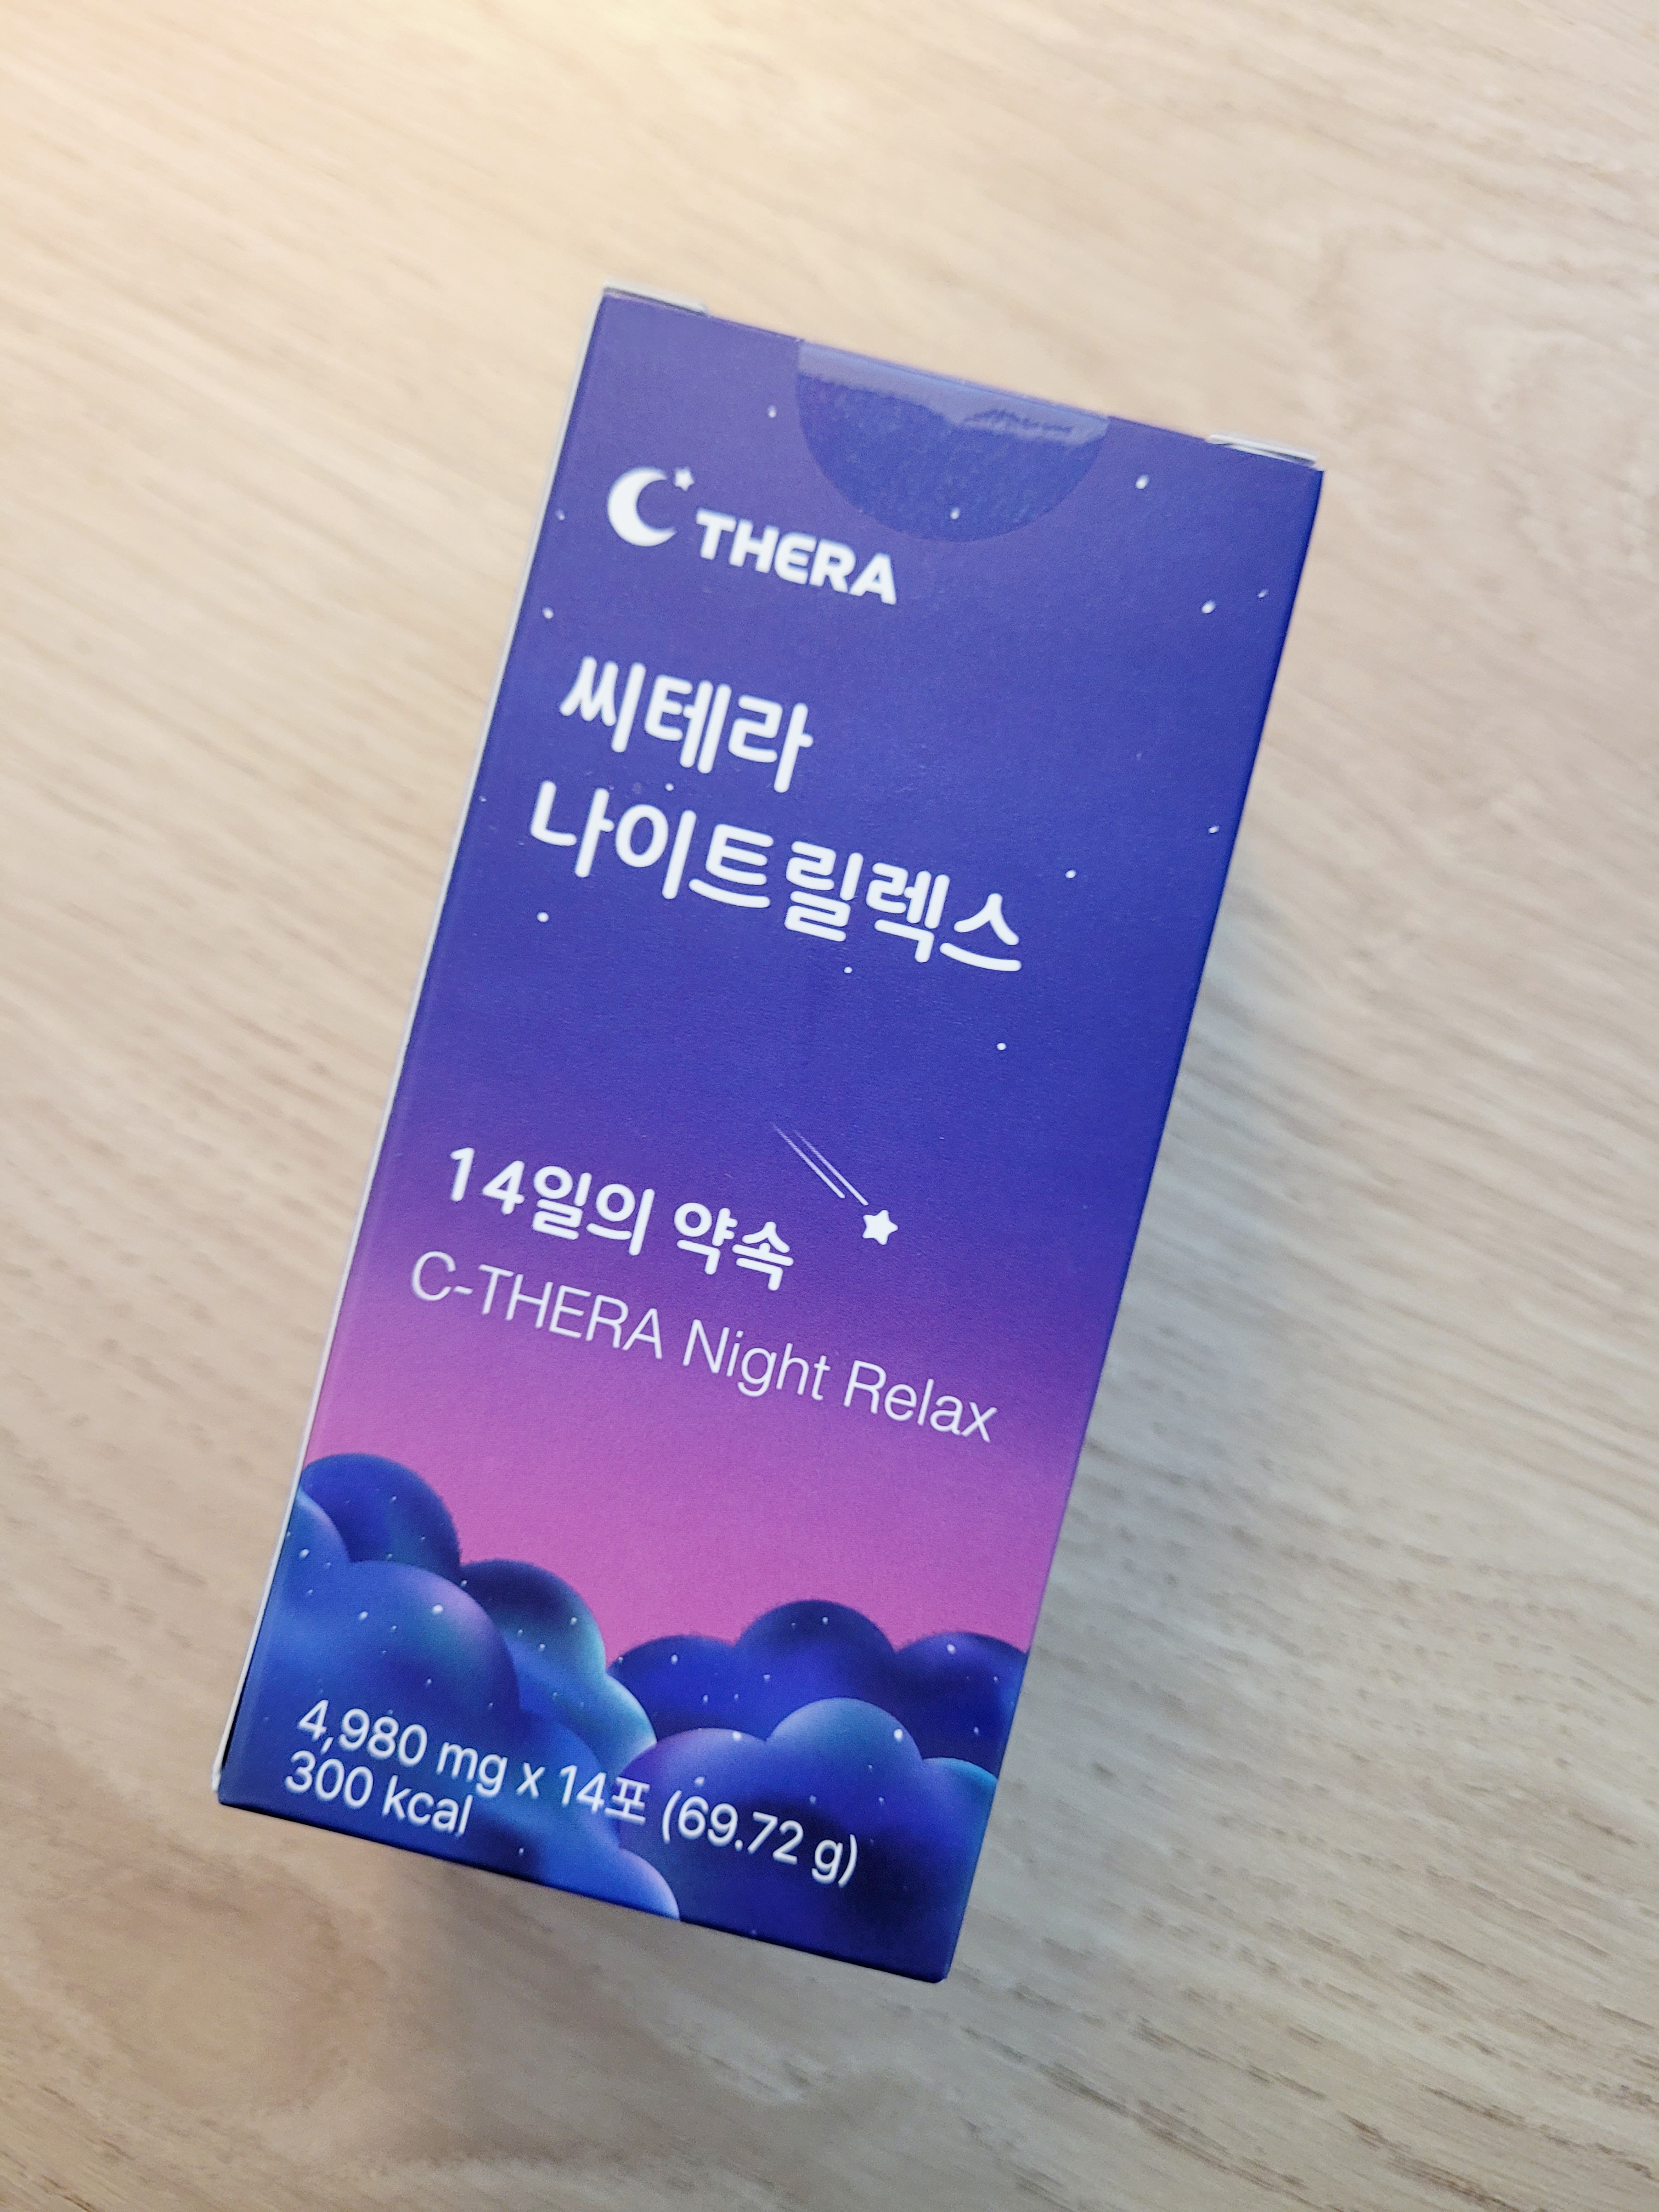 C THERA
씨테라
나이트릴렉스
14일의 약속
C-THERA Night Relax
4,980 mg x 14포 (69.72 g)
300 kcal